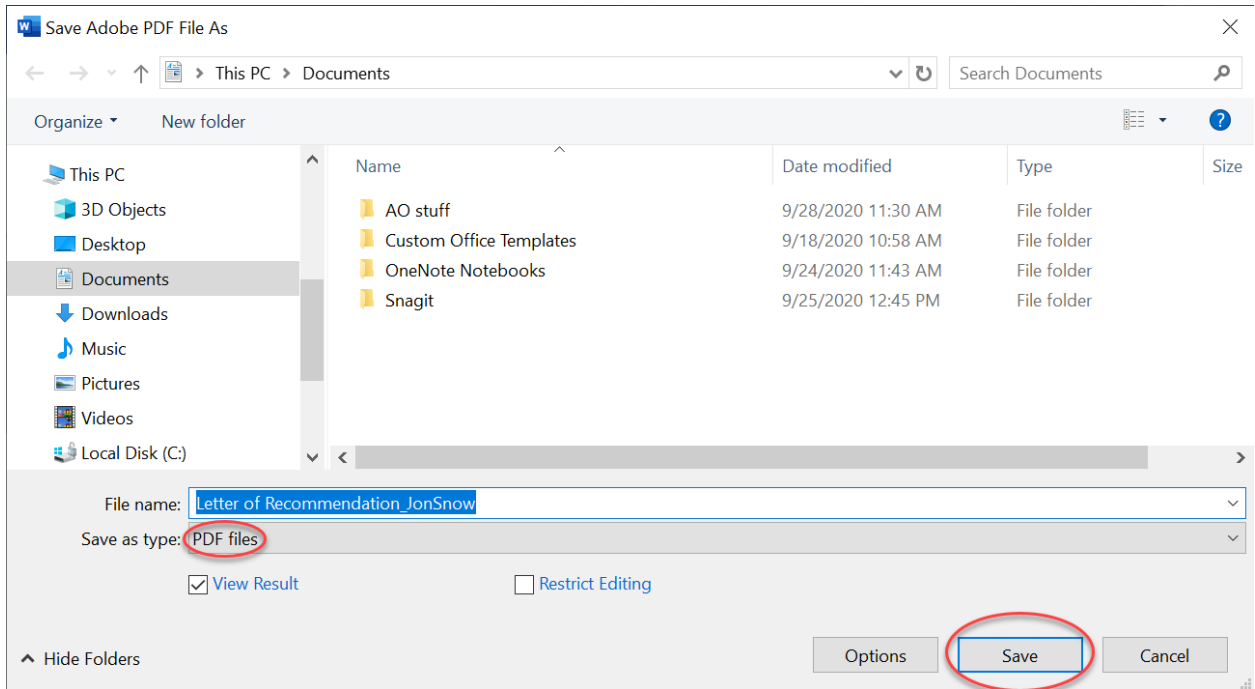 Save Adobe PDF File As
This PC > Documents
Search Documents
Organize
New folder
This PC
3D Objects
Desktop
Documents
Downloads
Music
Pictures
Videos
Local Disk (C:)
Name Date modified Type Size
AO stuff 9/28/2020 11:30 AM File folder
Custom Office Templates 9/18/2020 10:58 AM File folder
OneNote Notebooks 9/24/2020 11:43 AM File folder
Snagit 9/25/2020 12:45 PM File folder
File name: Letter of Recommendation_JonSnow
Save as type: PDF files
View Result Restrict Editing
Hide Folders Options Save Cancel